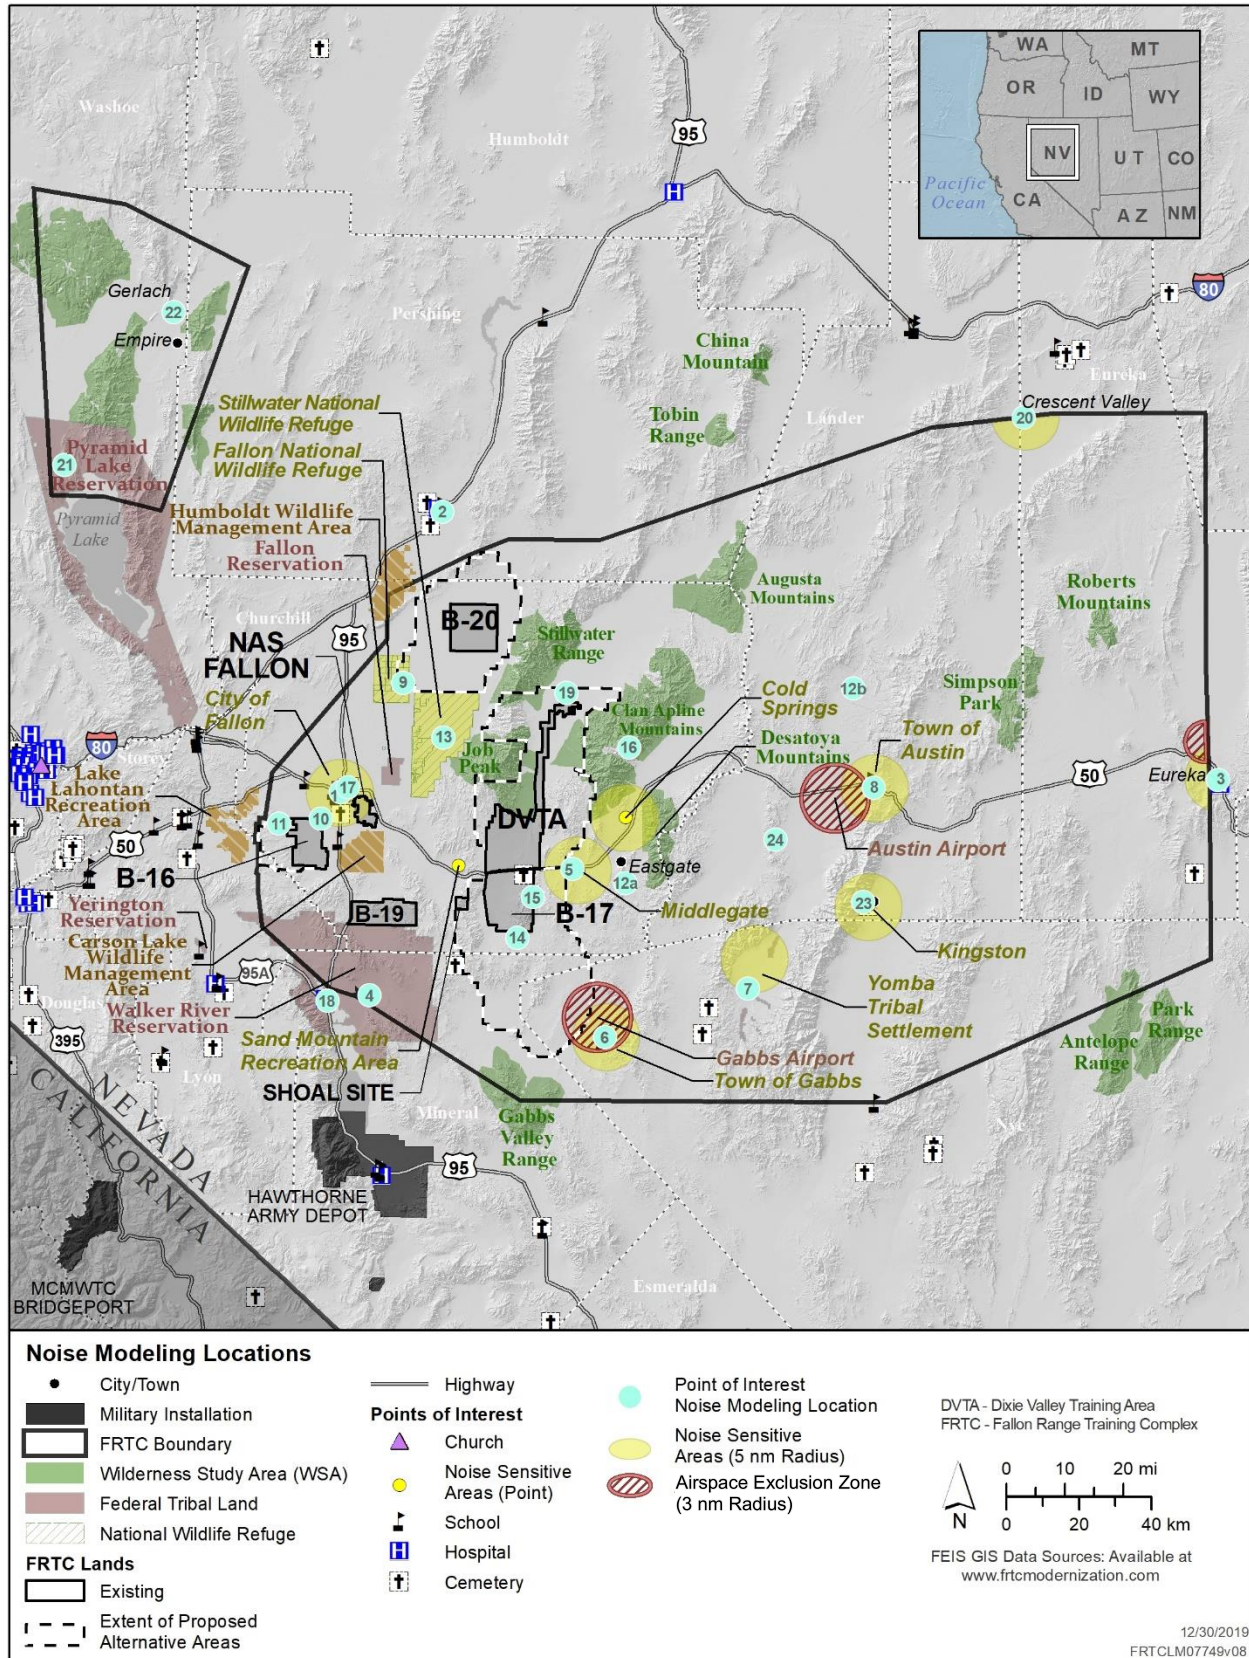 WA
MT
OR
ID
WY
NV
UT
CO
Pacific
Ocean
CA
AZ
NM
Washoe
Humboldt
95
80
Gerlach
22
Empire
Pershing
China
Mountain
Eureka
Crescent Valley
20
Lander
Tobin
Range
Stillwater National
Wildlife Refuge
Fallon National
Wildlife Refuge
Pyramid
Lake
Reservation
21
Pyramid
Lake
Humboldt Wildlife
Management Area
Fallon
Reservation
2
Augusta
Mountains
Roberts
Mountains
Churchill
95
B-20
NAS
FALLON
Stillwater
Range
City of
Fallon
9
19
12b
Simpson
Park
Cold
Springs
Clan Apline
Mountains
16
Town of
Austin
Desatoya
Mountains
13
Job
Peak
80
Storey
Lake
Lahontan
Recreation
Area
1
17
50
Eureka
3
8
DVTA
11
10
24
Austin Airport
50
B-16
5
Eastgate
12a
Yerington
Reservation
B-19
15
B-17
Middlegate
23
14
Kingston
Carson Lake
Wildlife
Management
Area
95A
Douglas
Walker River
Reservation
18
4
7
Yomba
Tribal
Settlement
Park
Range
Antelope
Range
395
Sand Mountain
Recreation Area
6
Gabbs Airport
Town of Gabbs
Lyon
SHOAL SITE
Mineral
Gabbs
Valley
Range
Nye
NEVADA
CALIFORNIA
95
HAWTHORNE
ARMY DEPOT
Esmeralda
MCMWTC
BRIDGEPORT
Noise Modeling Locations
City/Town
Military Installation
FRTC Boundary
Wilderness Study Area (WSA)
Federal Tribal Land
National Wildlife Refuge
FRTC Lands
Existing
Extent of Proposed
Alternative Areas
Highway
Points of Interest
Church
Noise Sensitive
Areas (Point)
School
H Hospital
Cemetery
Point of Interest
Noise Modeling Location
Noise Sensitive
Areas (5 nm Radius)
Airspace Exclusion Zone
(3 nm Radius)
DVTA - Dixie Valley Training Area
FRTC - Fallon Range Training Complex
N
0 10 20 mi
0 20 40 km
FEIS GIS Data Sources: Available at
www.frtcmodernization.com
12/30/2019
FRTCLM07749v08